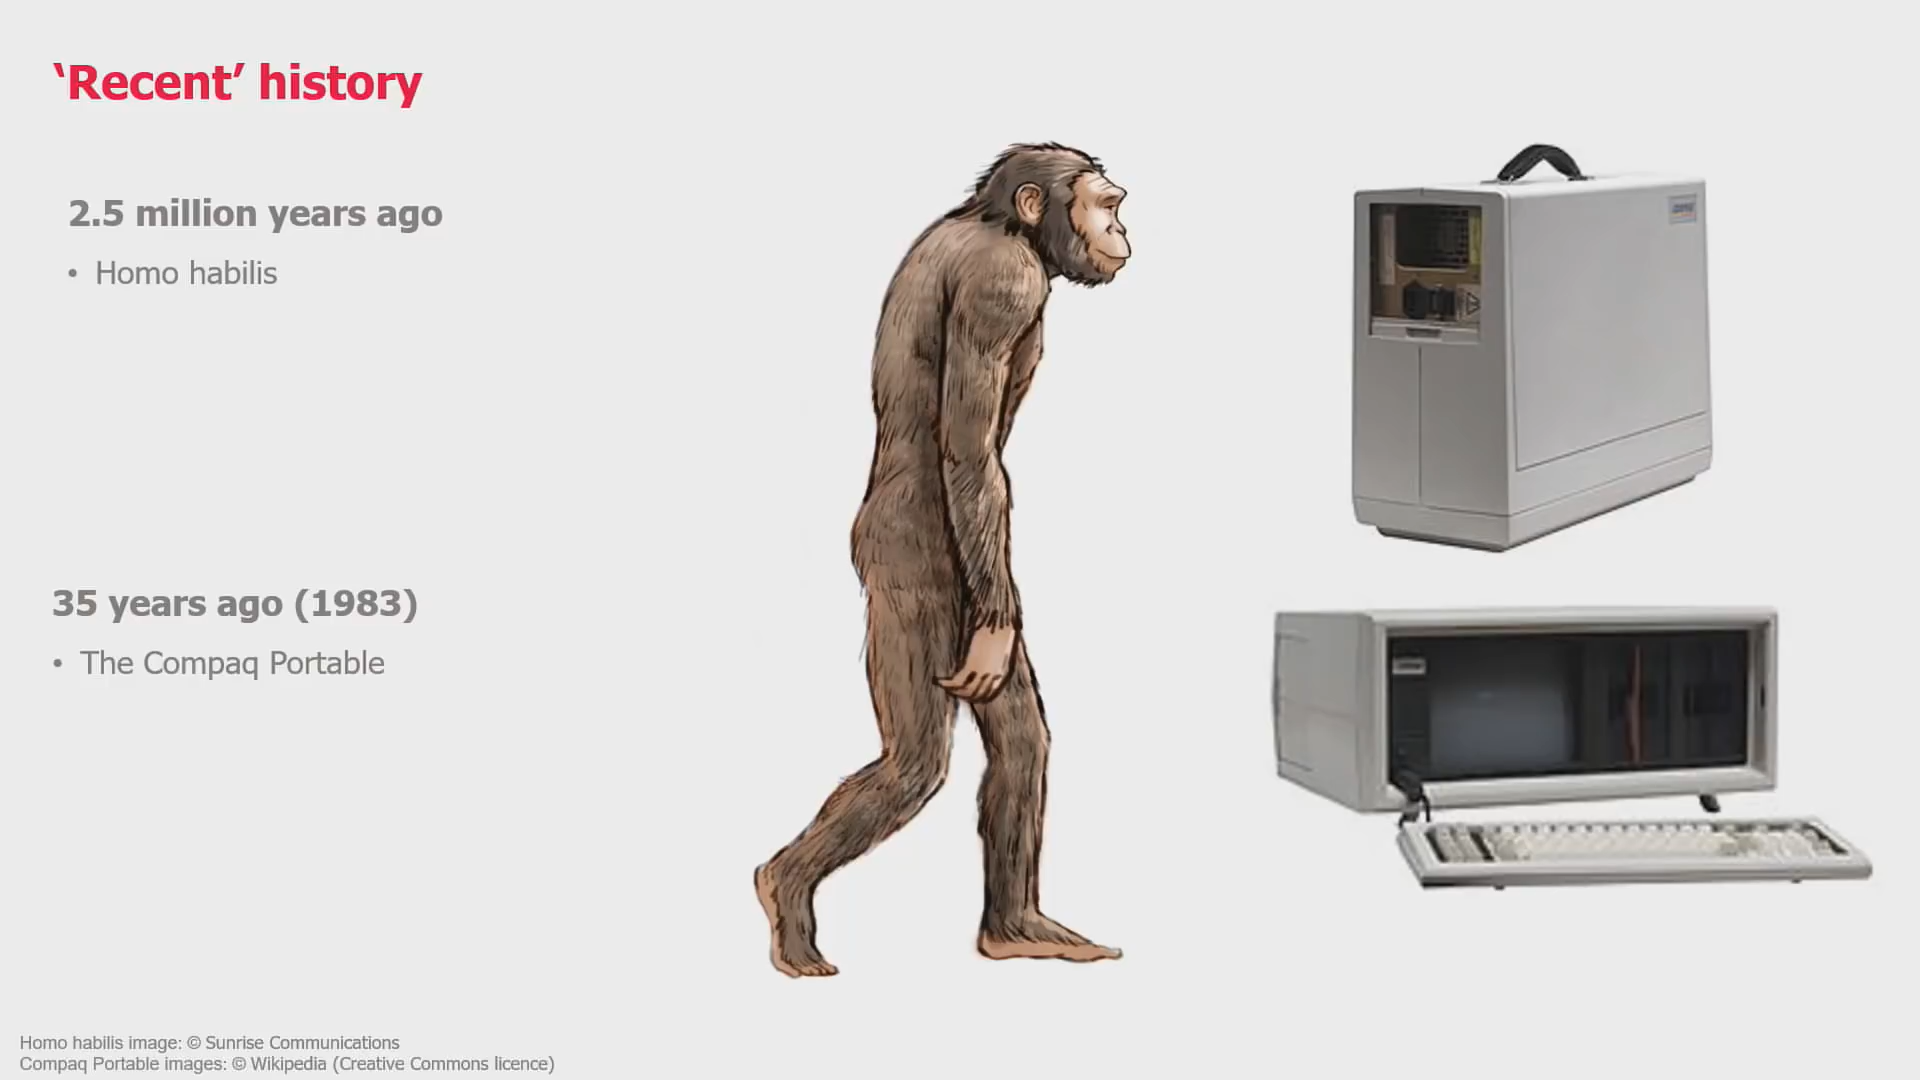 ‘Recent’ history
2.5 million years ago
• Homo habilis
35 years ago (1983)
• The Compaq Portable
Homo habilis image: © Sunrise Communications
Compaq Portable images: © Wikipedia (Creative Commons licence)